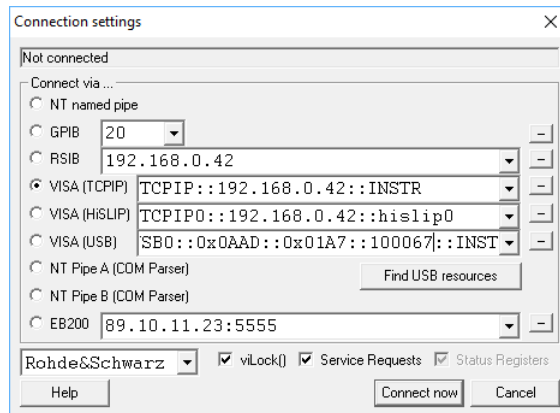 Connection settings
Not connected
Connect via ...
NT named pipe
GPIB 20
RSIB 192.168.0.42
VISA (TCPIP) TCPIP::192.168.0.42::INSTR
VISA (HiSLIP) TCPIP0::192.168.0.42::hislip0
VISA (USB) SB0::0x0AAD::0x01A7::100067::INST
NT Pipe A (COM Parser)
Find USB resources
NT Pipe B (COM Parser)
EB200 89.10.11.23:5555
Rohde&Schwarz viLock() Service Requests Status Registers
Help Connect now Cancel